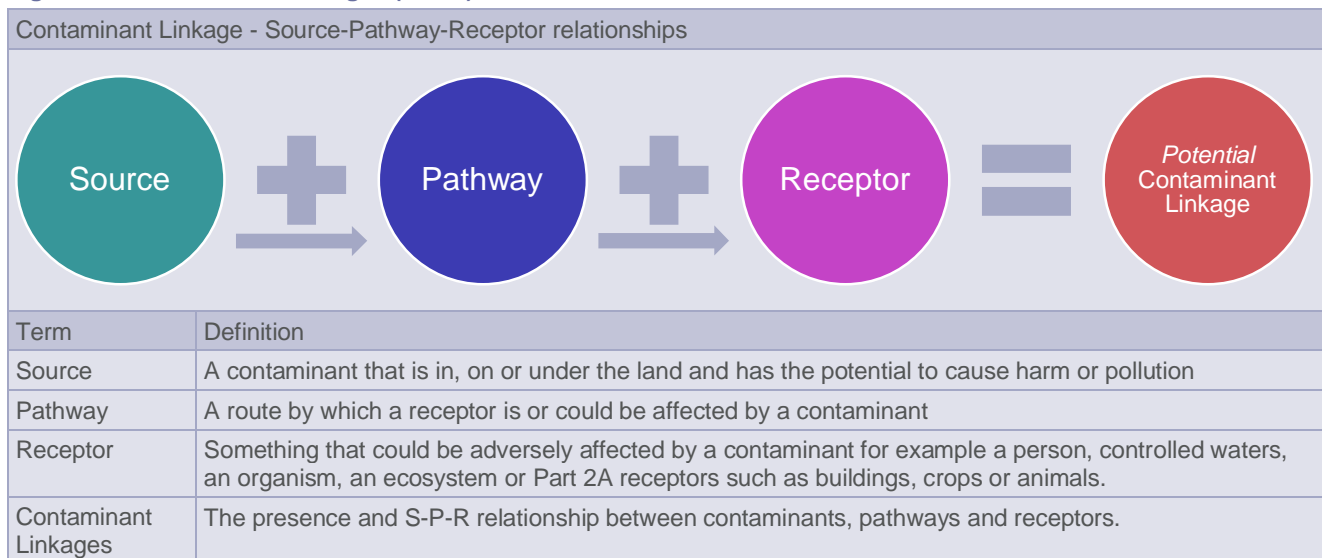 Contaminant Linkage - Source-Pathway-Receptor relationships
Source
Pathway
Receptor
Potential
Contaminant
Linkage
Term Definition
Source A contaminant that is in, on or under the land and has the potential to cause harm or pollution
Pathway A route by which a receptor is or could be affected by a contaminant
Receptor Something that could be adversely affected by a contaminant for example a person, controlled waters,
an organism, an ecosystem or Part 2A receptors such as buildings, crops or animals.
Contaminant The presence and S-P-R relationship between contaminants, pathways and receptors.
Linkages